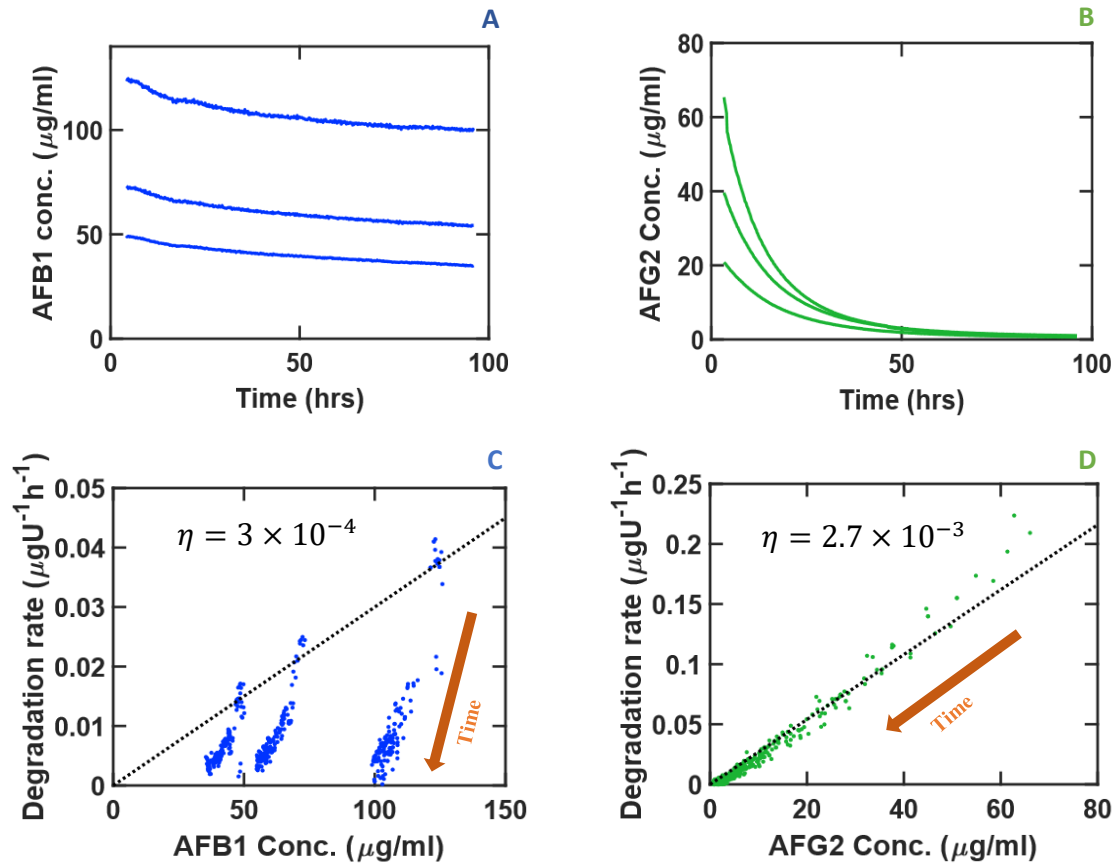 A
AFB1 conc. (μg/ml)
100
50
0
0
50
100
Time (hrs)
B
AFG2 Conc. (μg/ml)
80
60
40
20
0
0
50
100
Time (hrs)
C
Degradation rate (μgU⁻¹h⁻¹)
0.05
0.04
0.03
0.02
0.01
0
η = 3 × 10⁻⁴
Time
0
50
100
150
AFB1 Conc. (μg/ml)
D
Degradation rate (μgU⁻¹h⁻¹)
0.25
0.2
0.15
0.1
0.05
0
η = 2.7 × 10⁻³
Time
0
20
40
60
80
AFG2 Conc. (μg/ml)